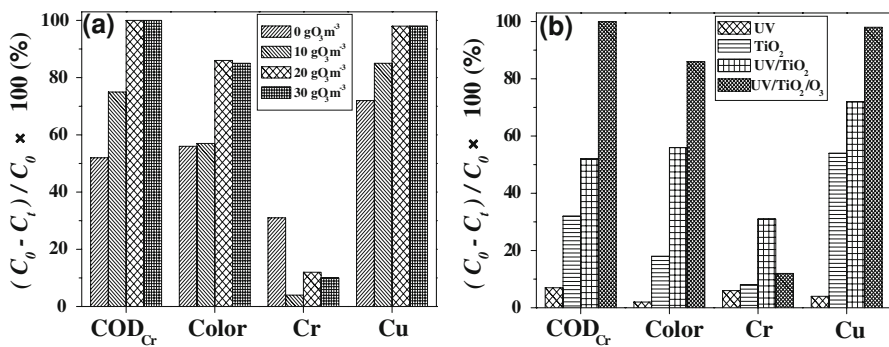 (a)
( C₀ - Cₜ ) / C₀ × 100 (%)
100
80
60
40
20
0
0 gO₃m⁻³
10 gO₃m⁻³
20 gO₃m⁻³
30 gO₃m⁻³
COD_Cr Color Cr Cu
(b)
( C₀ - Cₜ ) / C₀ × 100 (%)
100
80
60
40
20
0
UV
TiO₂
UV/TiO₂
UV/TiO₂/O₃
COD_Cr Color Cr Cu